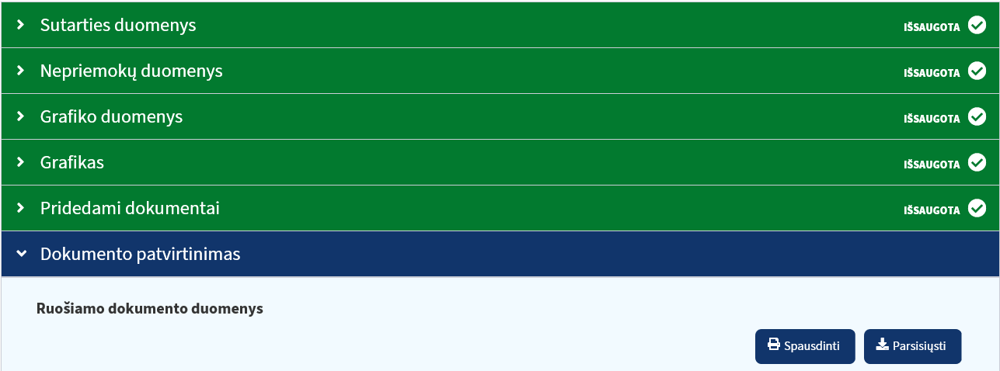 Sutarties duomenys IŠSAUGOTA
Nepriemokų duomenys IŠSAUGOTA
Grafiko duomenys IŠSAUGOTA
Grafikas IŠSAUGOTA
Pridedami dokumentai IŠSAUGOTA
Dokumento patvirtinimas
Ruošiamo dokumento duomenys
Spausdinti Parsisiųsti